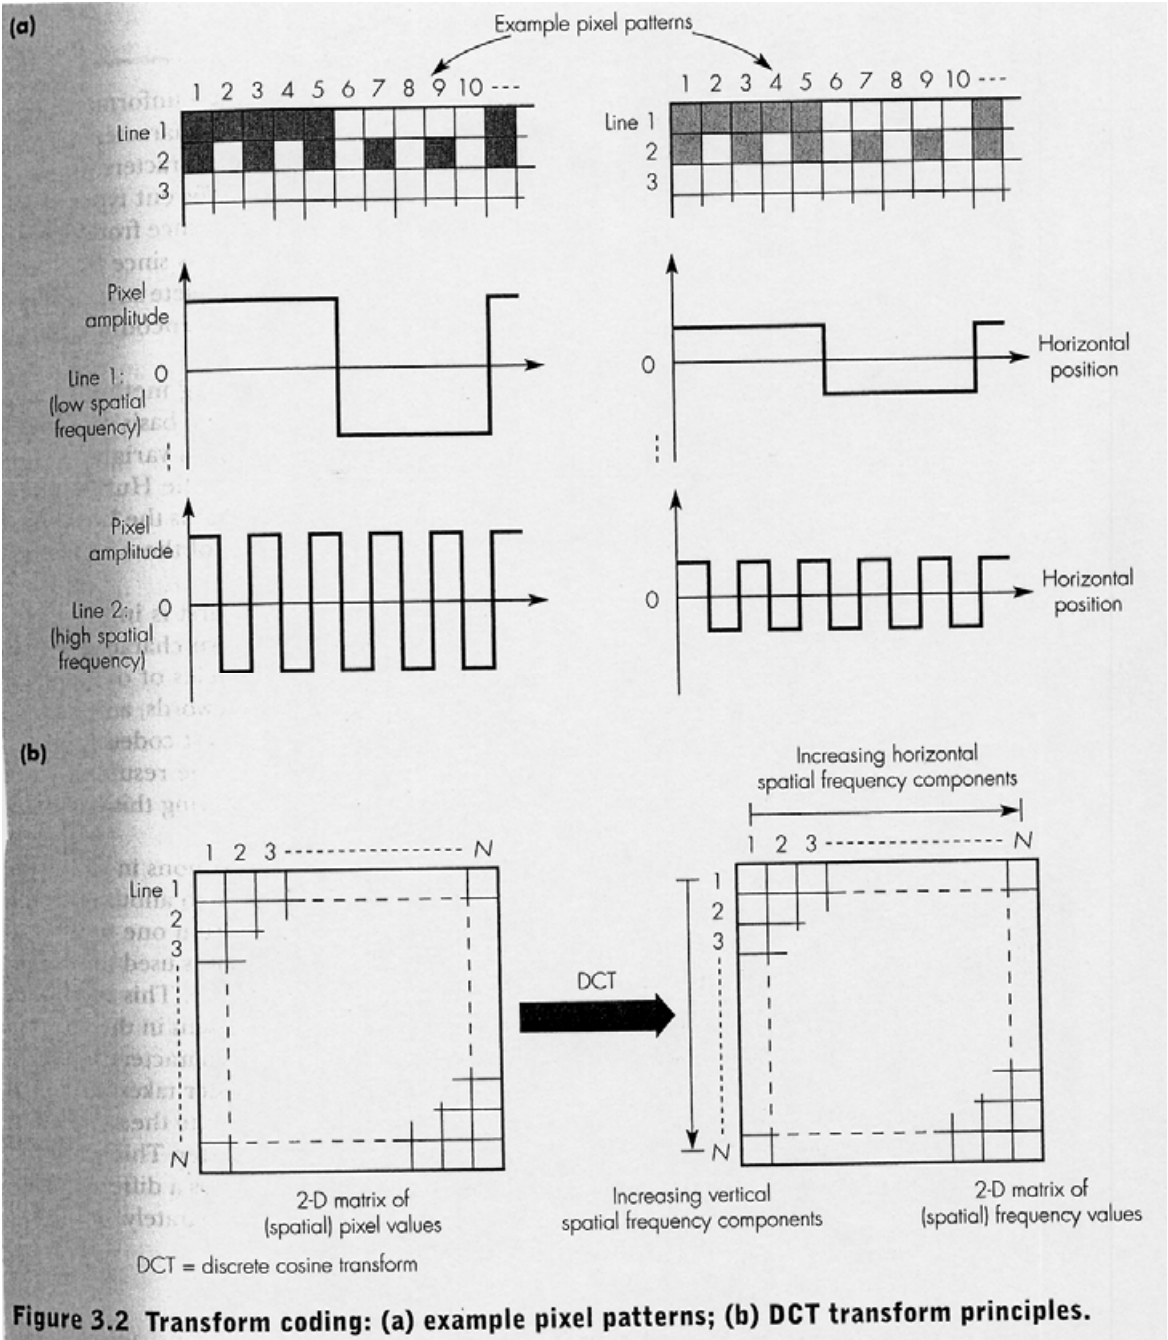 (a)
Example pixel patterns
1 2 3 4 5 6 7 8 9 10 ---
Line 1
2
3
1 2 3 4 5 6 7 8 9 10 ---
Line 1
2
3
Pixel
amplitude
0
Line 1:
(low spatial
frequency)
0
Horizontal
position
Pixel
amplitude
0
Line 2:
(high spatial
frequency)
0
Horizontal
position
(b)
Increasing horizontal
spatial frequency components
1 2 3 N
Line 1
2
3
N
DCT
1 2 3 N
1
2
3
N
2-D matrix of
(spatial) pixel values
Increasing vertical
spatial frequency components
2-D matrix of
(spatial) frequency values
DCT = discrete cosine transform
Figure 3.2 Transform coding: (a) example pixel patterns; (b) DCT transform principles.